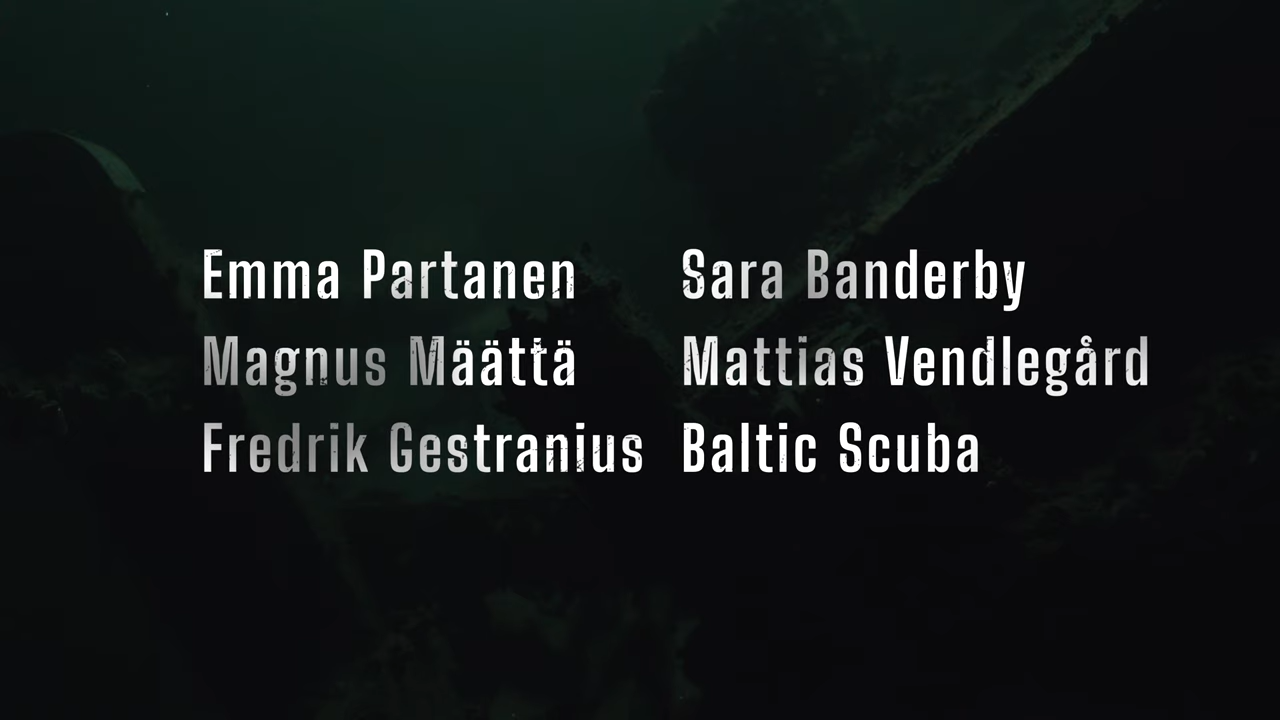 Emma Partanen
Magnus Määttä
Fredrik Gestranius
Sara Banderby
Mattias Vendlegård
Baltic Scuba